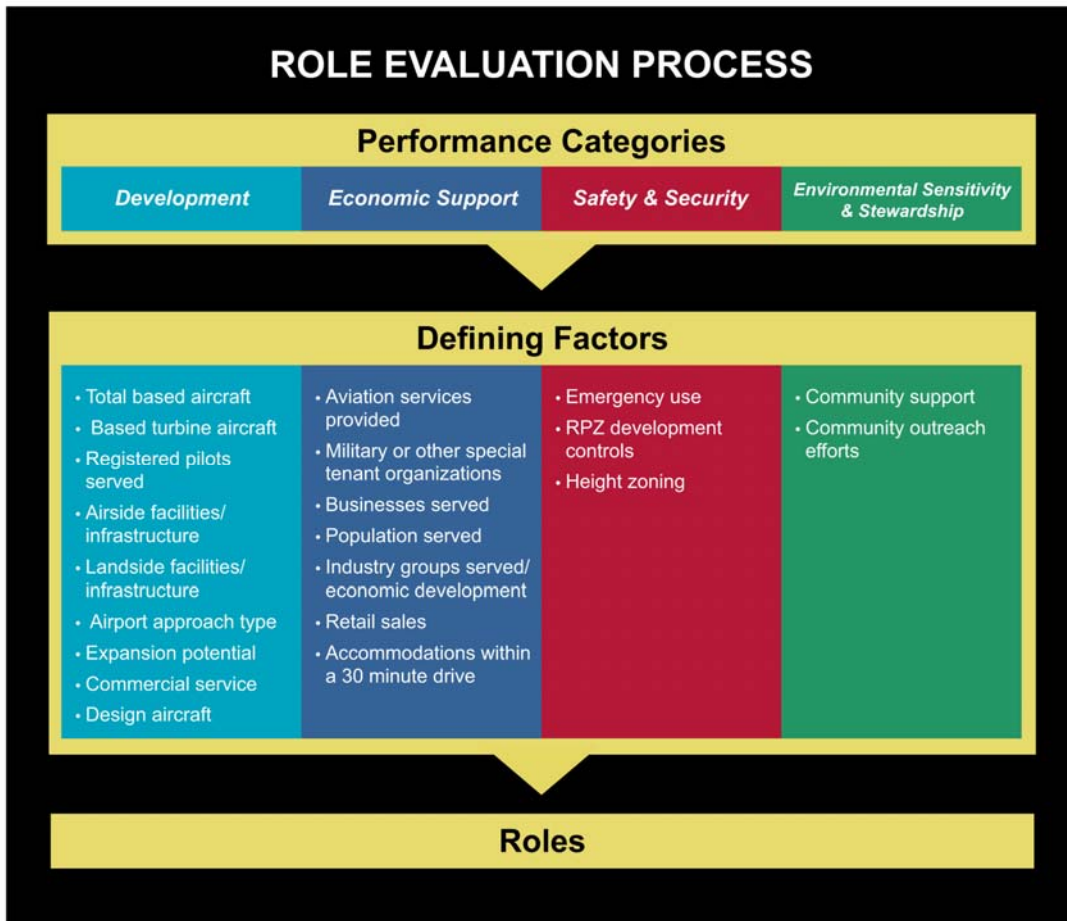 ROLE EVALUATION PROCESS
Performance Categories
Development
Economic Support
Safety & Security
Environmental Sensitivity
& Stewardship
Defining Factors
• Total based aircraft
• Based turbine aircraft
• Registered pilots
served
• Airside facilities/
infrastructure
• Landside facilities/
infrastructure
• Airport approach type
• Expansion potential
• Commercial service
• Design aircraft
• Aviation services
provided
• Military or other special
tenant organizations
• Businesses served
• Population served
• Industry groups served/
economic development
• Retail sales
• Accommodations within
a 30 minute drive
• Emergency use
• RPZ development
controls
• Height zoning
• Community support
• Community outreach
efforts
Roles